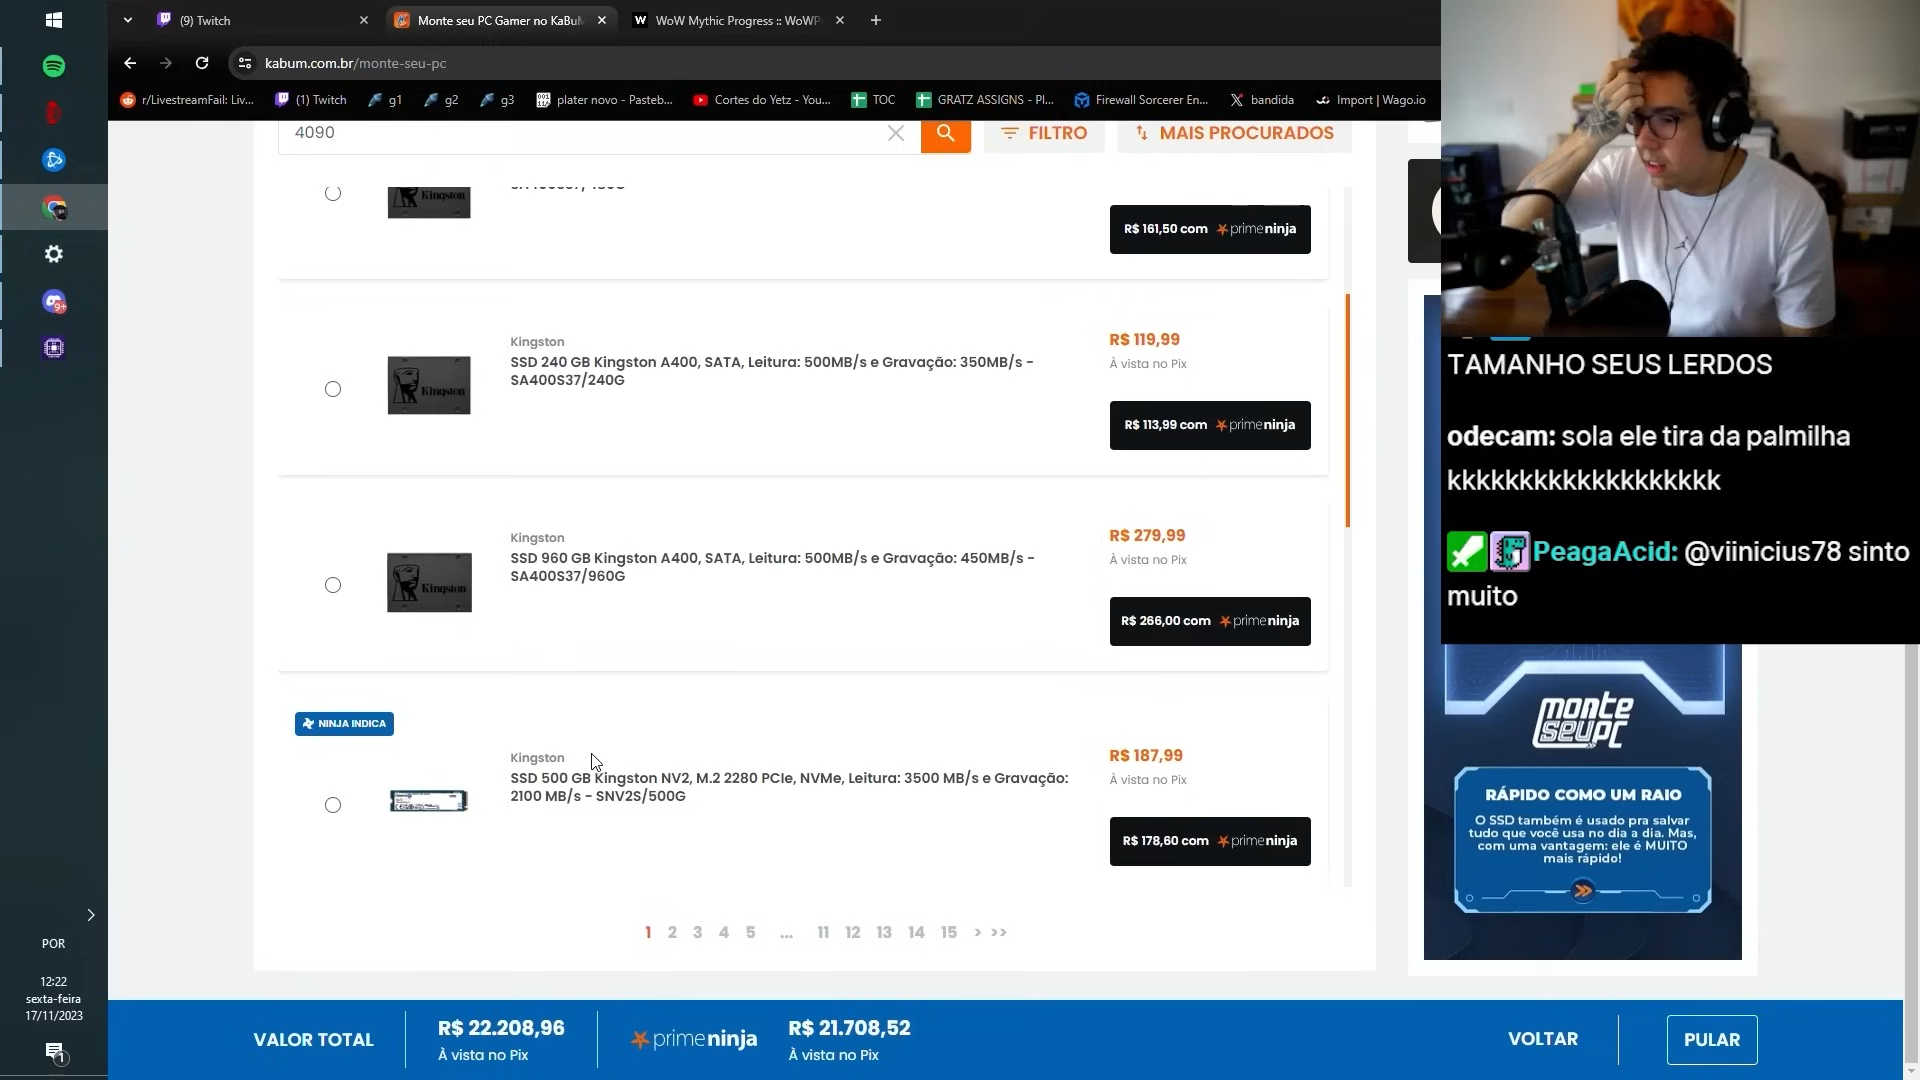 (9) Twitch
Monte seu PC Gamer no KaBuM
W WoW Mythic Progress :: WoWP
kabum.com.br/monte-seu-pc
r/LivestreamFail: Liv...
(1) Twitch
g1
g2
g3
plater novo - Pasteb...
Cortes do Yetz - You...
TOC
GRATZ ASSIGNS - Pl...
Firewall Sorcerer En...
bandida
Import | Wago.io
4090
FILTRO
MAIS PROCURADOS
Kingston
R$ 161,50 com primeninja
Kingston
SSD 240 GB Kingston A400, SATA, Leitura: 500MB/s e Gravação: 350MB/s -
SA400S37/240G
Kingston
R$ 119,99
À vista no Pix
R$ 113,99 com primeninja
Kingston
SSD 960 GB Kingston A400, SATA, Leitura: 500MB/s e Gravação: 450MB/s -
SA400S37/960G
Kingston
R$ 279,99
À vista no Pix
R$ 266,00 com primeninja
NINJA INDICA
Kingston
SSD 500 GB Kingston NV2, M.2 2280 PCIe, NVMe, Leitura: 3500 MB/s e Gravação:
2100 MB/s - SNV2S/500G
R$ 187,99
À vista no Pix
R$ 178,60 com primeninja
1 2 3 4 5 ... 11 12 13 14 15 > >>
VALOR TOTAL
R$ 22.208,96
À vista no Pix
primeninja
R$ 21.708,52
À vista no Pix
VOLTAR
PULAR
TAMANHO SEUS LERDOS
odecam: sola ele tira da palmilha
kkkkkkkkkkkkkkkkkkk
PeagaAcid: @viinicius78 sinto
muito
monte
seu PC
RÁPIDO COMO UM RAIO
O SSD também é usado pra salvar
tudo que você usa no dia a dia. Mas,
com uma vantagem: ele é MUITO
mais rápido!
9+
POR
12:22
sexta-feira
17/11/2023
1